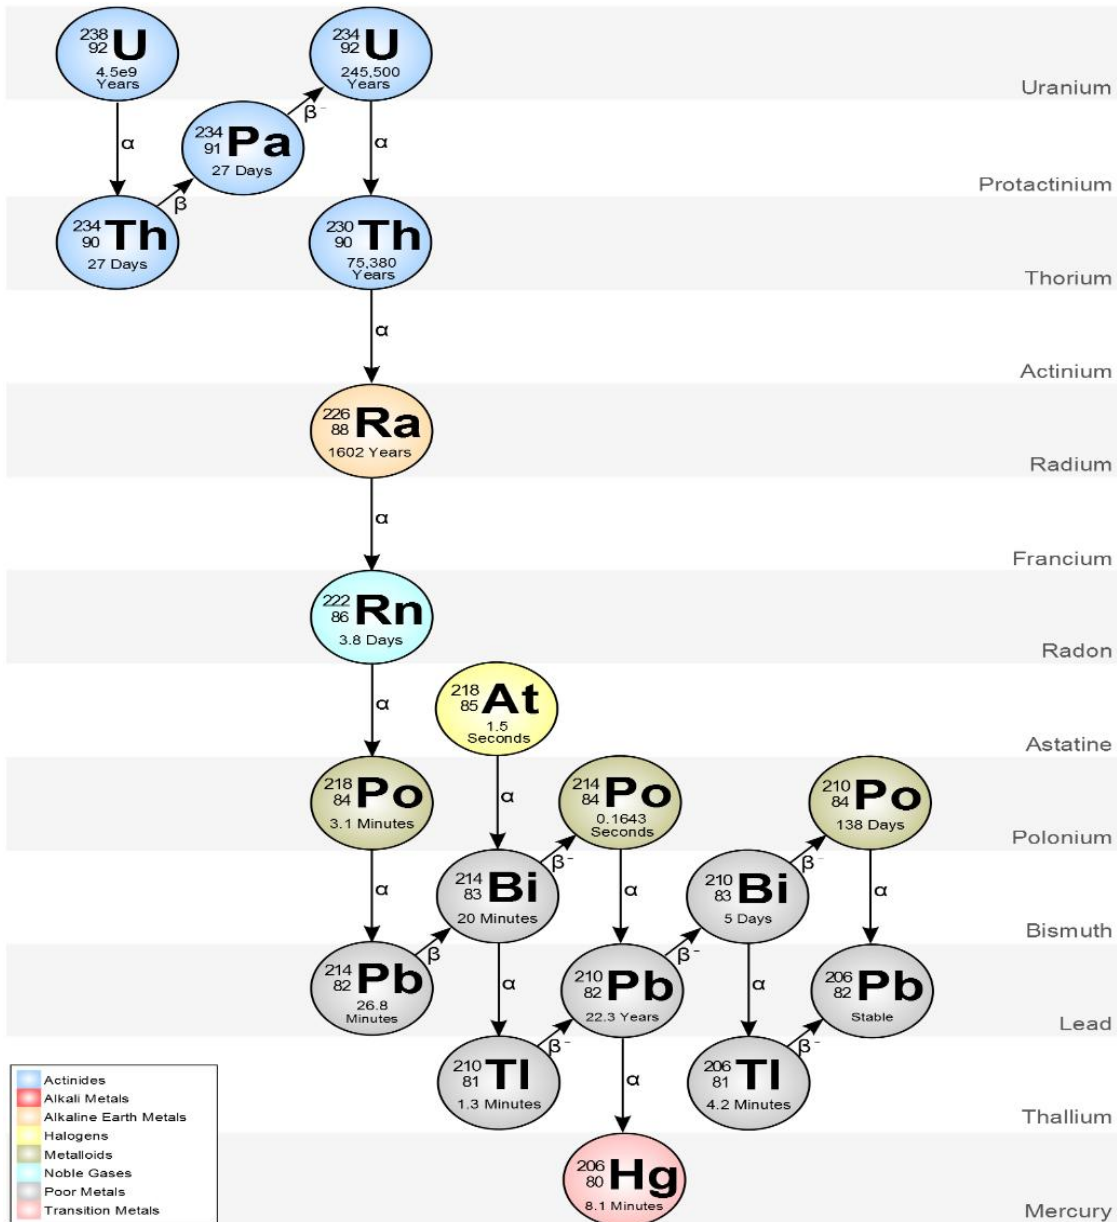 238
92 U
4.5e9
Years
234
92 U
245,500
Years
Uranium
α
234
91 Pa
27 Days
β⁻
α
Protactinium
β
234
90 Th
27 Days
230
90 Th
75,380
Years
Thorium
α
Actinium
226
88 Ra
1602 Years
Radium
α
Francium
222
86 Rn
3.8 Days
Radon
α
218
85 At
1.5
Seconds
Astatine
218
84 Po
3.1 Minutes
α
214
84 Po
0.1643
Seconds
210
84 Po
138 Days
Polonium
α
214
83 Bi
20 Minutes
β⁻
α
210
83 Bi
5 Days
β⁻
α
Bismuth
214
82 Pb
26.8
Minutes
β
α
210
82 Pb
22.3 Years
β⁻
α
206
82 Pb
Stable
Lead
210
81 Tl
1.3 Minutes
β⁻
α
206
81 Tl
4.2 Minutes
β⁻
Thallium
206
80 Hg
8.1 Minutes
Mercury
Actinides
Alkali Metals
Alkaline Earth Metals
Halogens
Metalloids
Noble Gases
Poor Metals
Transition Metals